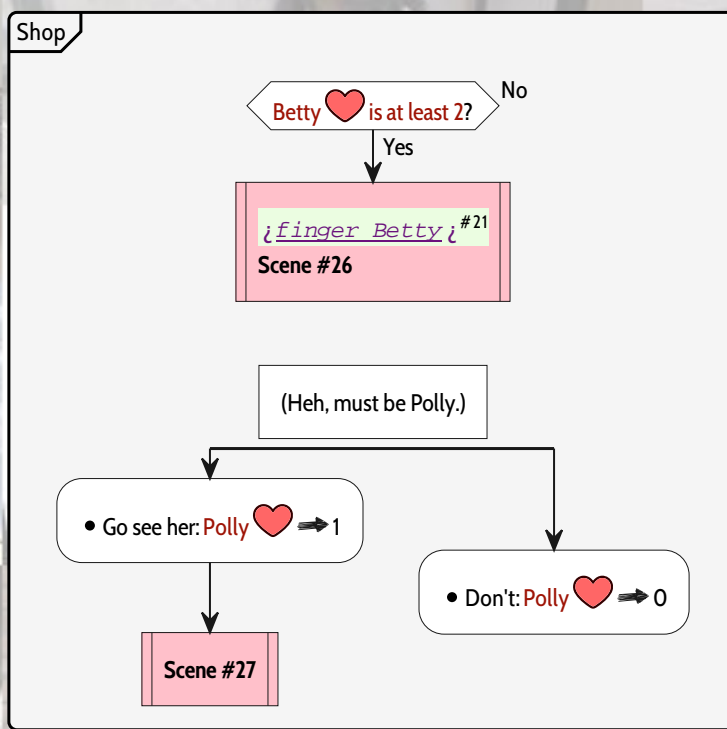 Shop
Betty is at least 2?
No
Yes
¿finger Betty¿#21
Scene #26
(Heh, must be Polly.)
• Go see her: Polly 1
• Don't: Polly 0
Scene #27